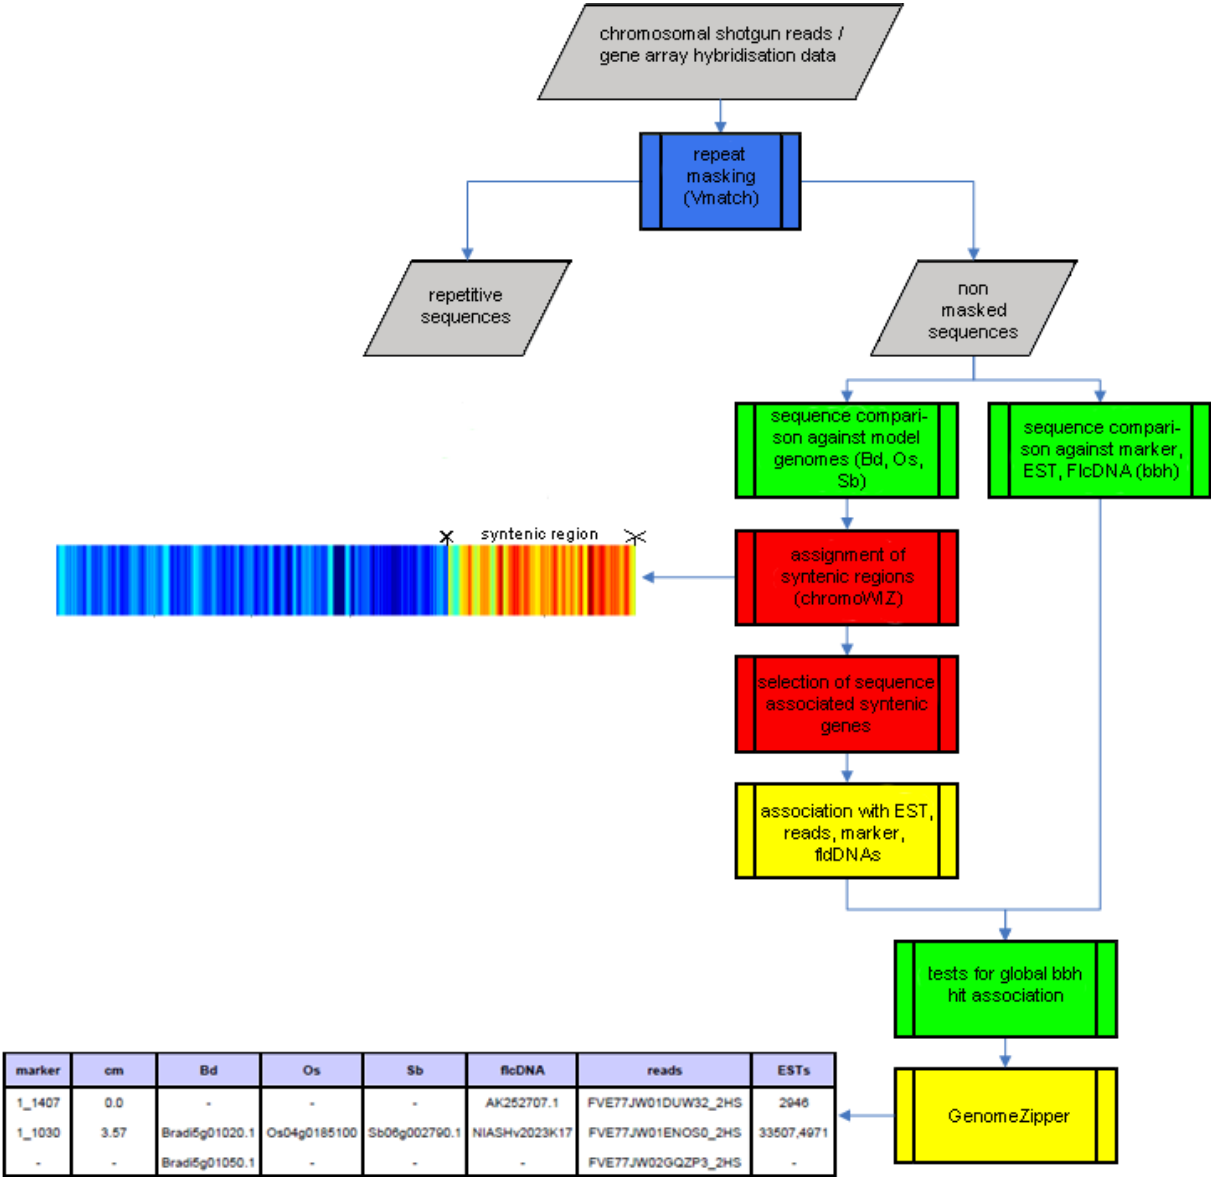 chromosomal shotgun reads /
gene array hybridisation data
repeat
masking
(Vmatch)
repetitive
sequences
non
masked
sequences
sequence compari-
son against model
genomes (Bd, Os,
Sb)
sequence compari-
son against marker,
EST, FlcDNA (bbh)
syntenic region
assignment of
syntenic regions
(chromoWIZ)
selection of sequence
associated syntenic
genes
association with EST,
reads, marker,
fldDNAs
tests for global bbh
hit association
GenomeZipper
marker cm Bd Os Sb flcDNA reads ESTs
1_1407 0.0 - - - AK252707.1 FVE77JW01DUW32_2HS 2946
1_1030 3.57 Bradi5g01020.1 Os04g0185100 Sb06g002790.1 NIASHv2023K17 FVE77JW01ENOS0_2HS 33507,4971
- - Bradi5g01050.1 - - - FVE77JW02GQZP3_2HS -